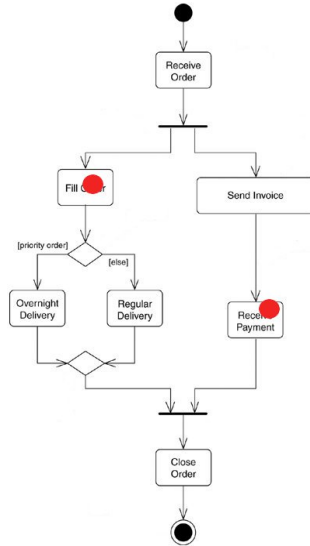 Receive
Order
Fill
Send Invoice
[priority order]
[else]
Overnight
Delivery
Regular
Delivery
Payment
Close
Order